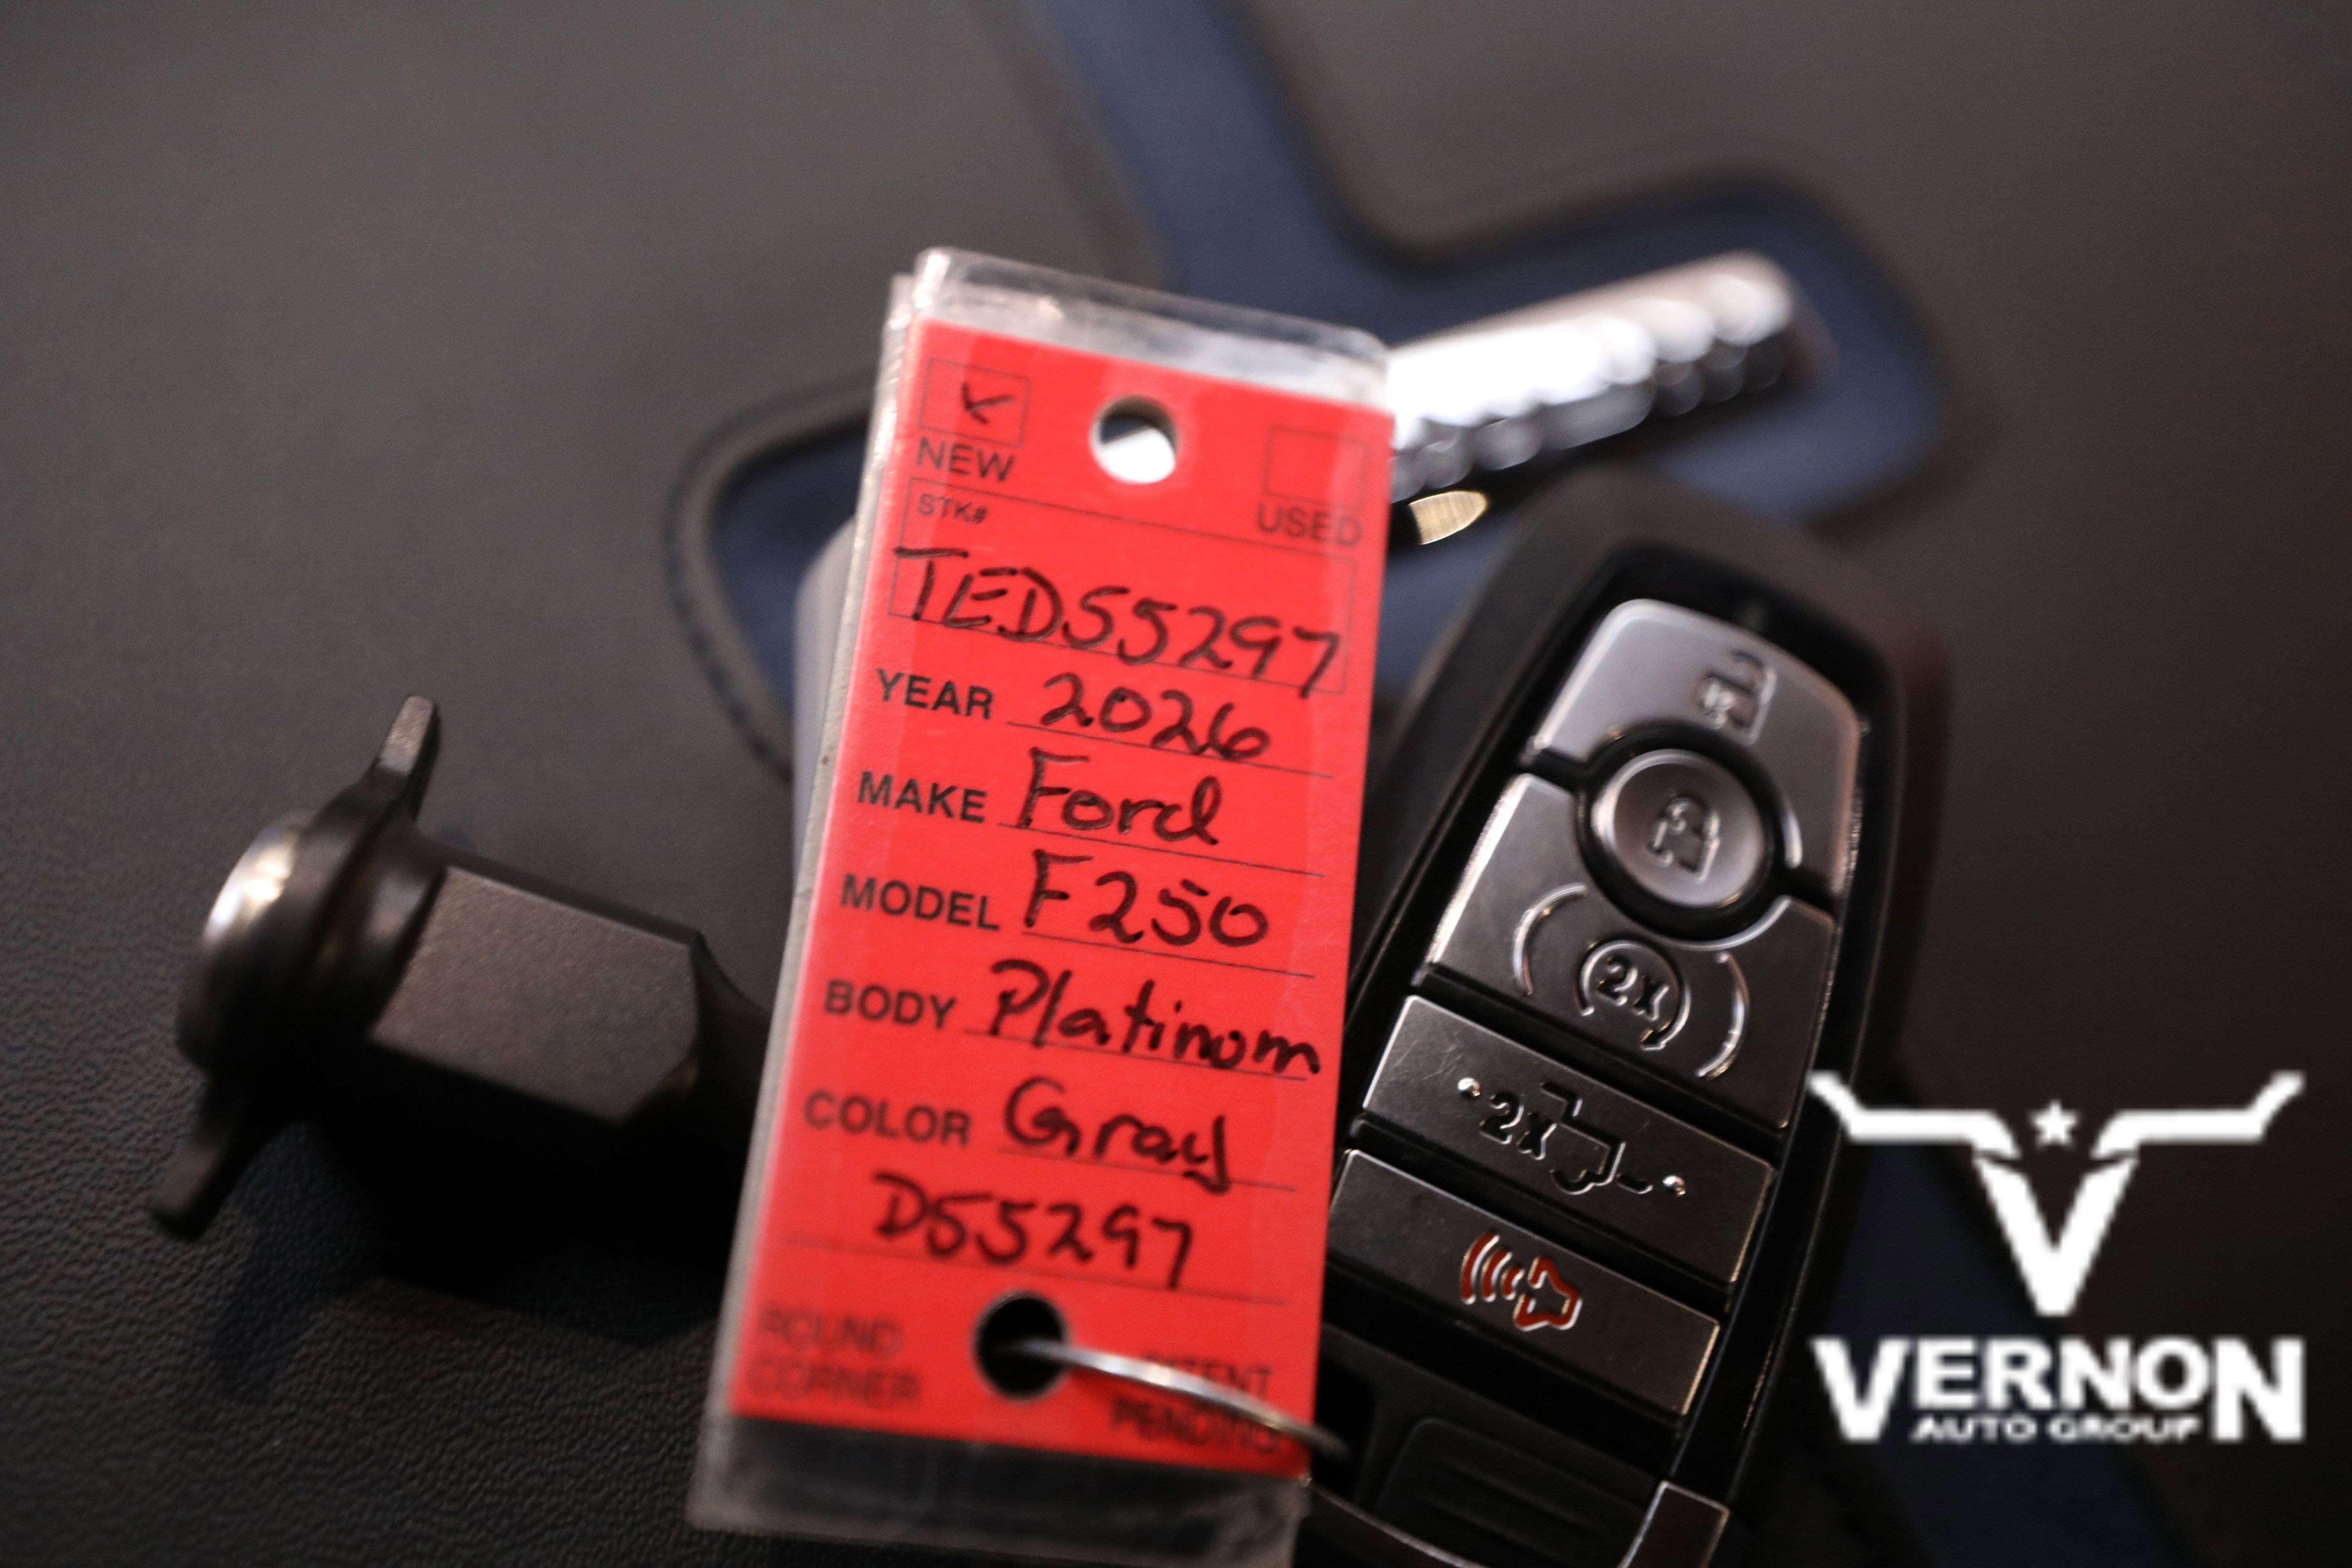 NEW
USED
STK#
TED55297
YEAR 2026
MAKE Ford
MODEL F250
BODY Platinom
COLOR Gray
D55297
ROUND CORNER
PENDING
2X
2X
VERNON
AUTO GROUP